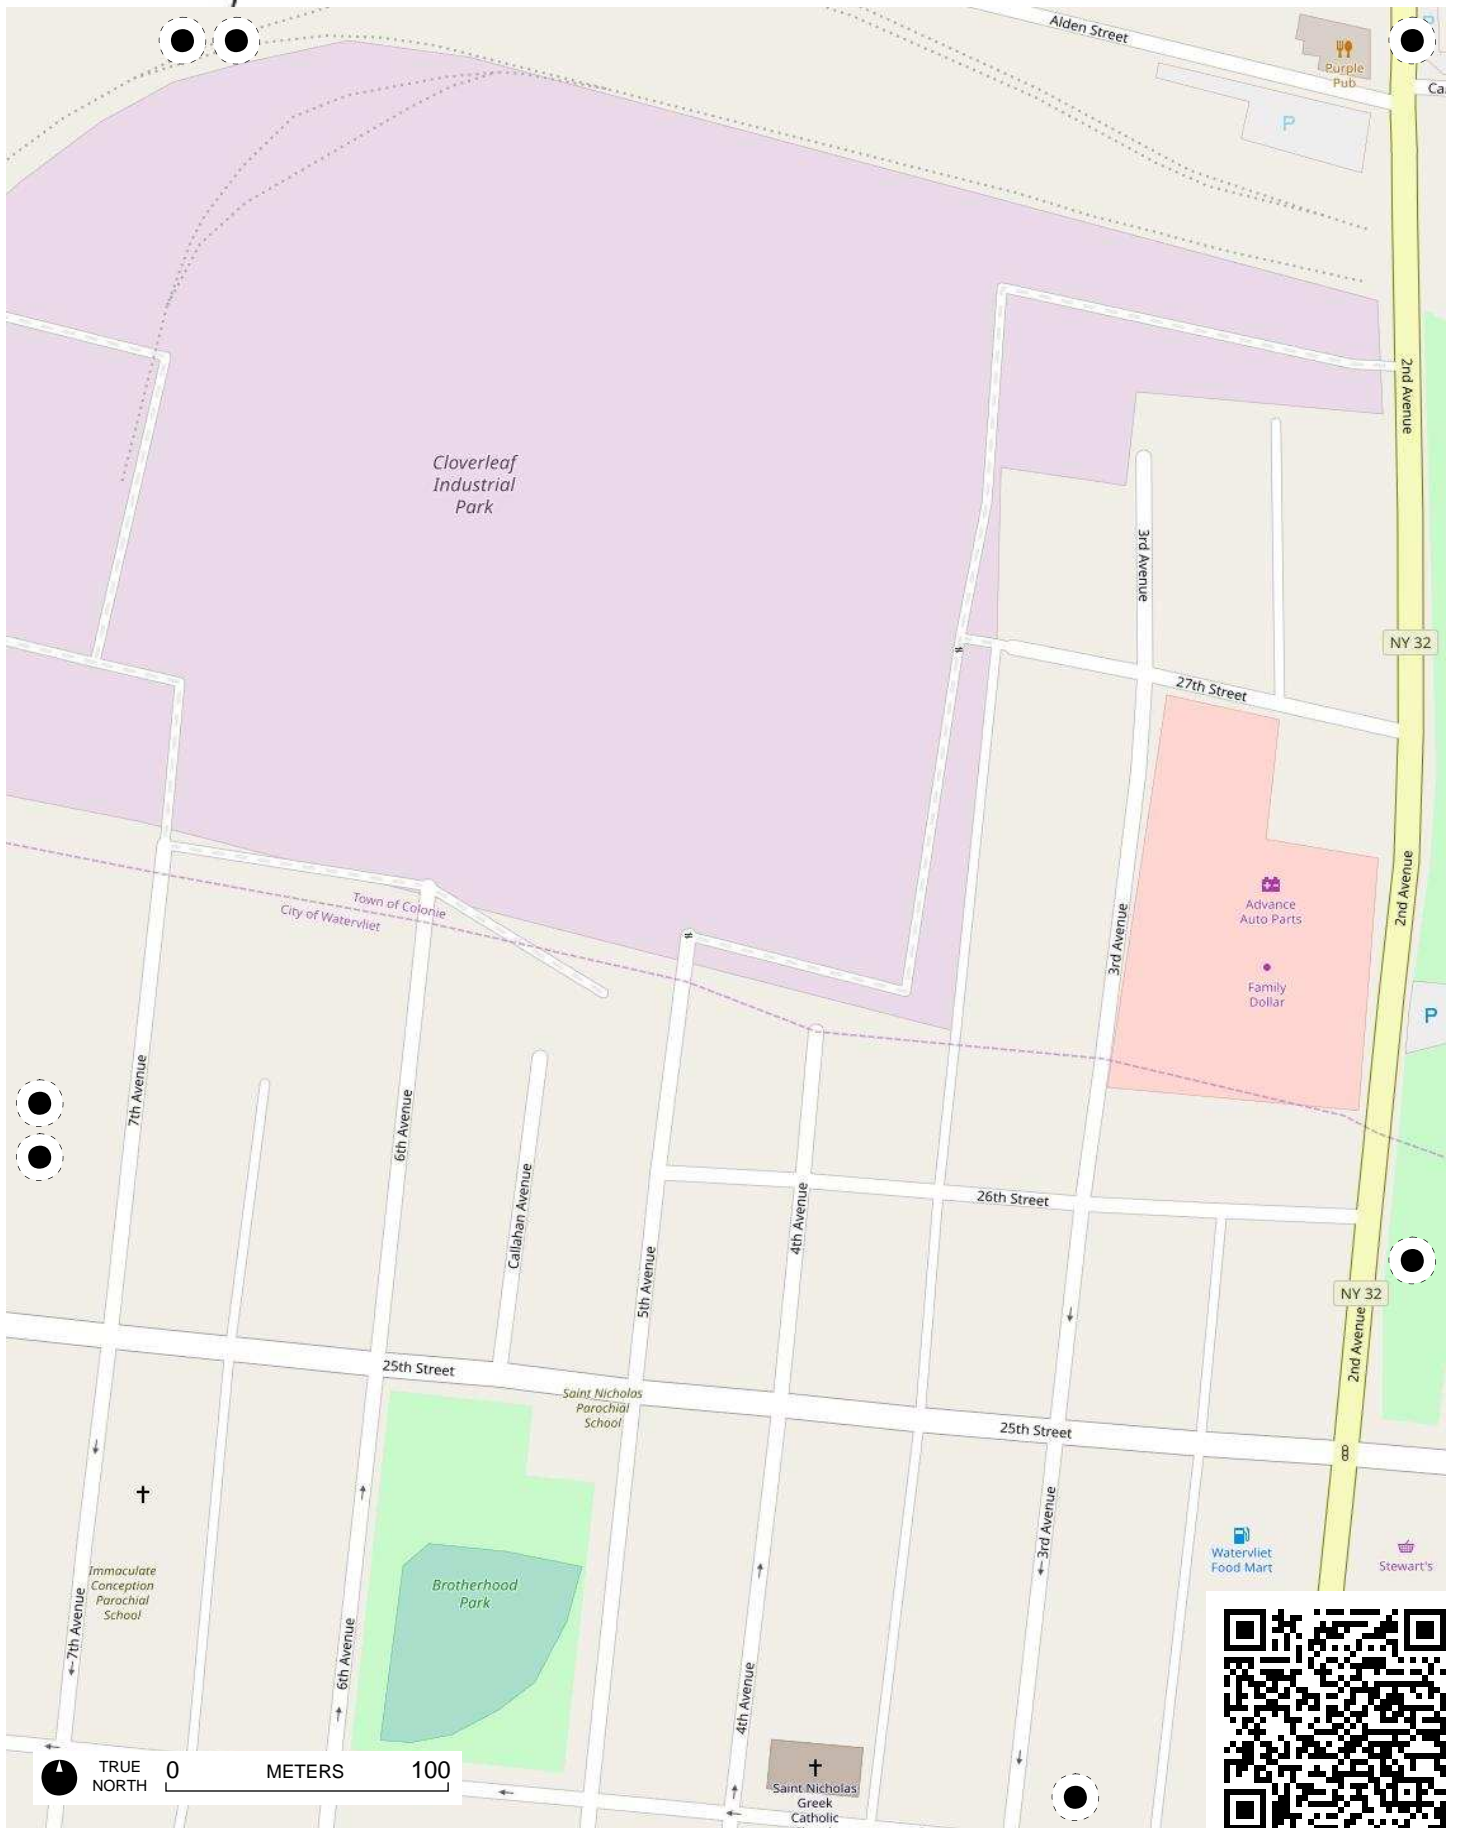 Alden Street
Purple
Pub
P
Ca
2nd Avenue
Cloverleaf
Industrial
Park
3rd Avenue
NY 32
27th Street
Advance
Auto Parts
2nd Avenue
Town of Colonie
City of Watervliet
3rd Avenue
Family
Dollar
P
7th Avenue
6th Avenue
Callahan Avenue
26th Street
4th Avenue
5th Avenue
NY 32
2nd Avenue
25th Street
Saint Nicholas
Parochial
School
25th Street
Immaculate
Conception
Parochial
School
Brotherhood
Park
3rd Avenue
Watervliet
Food Mart
Stewart's
7th Avenue
6th Avenue
4th Avenue
Saint Nicholas
Greek
Catholic
TRUE
NORTH
0 METERS 100